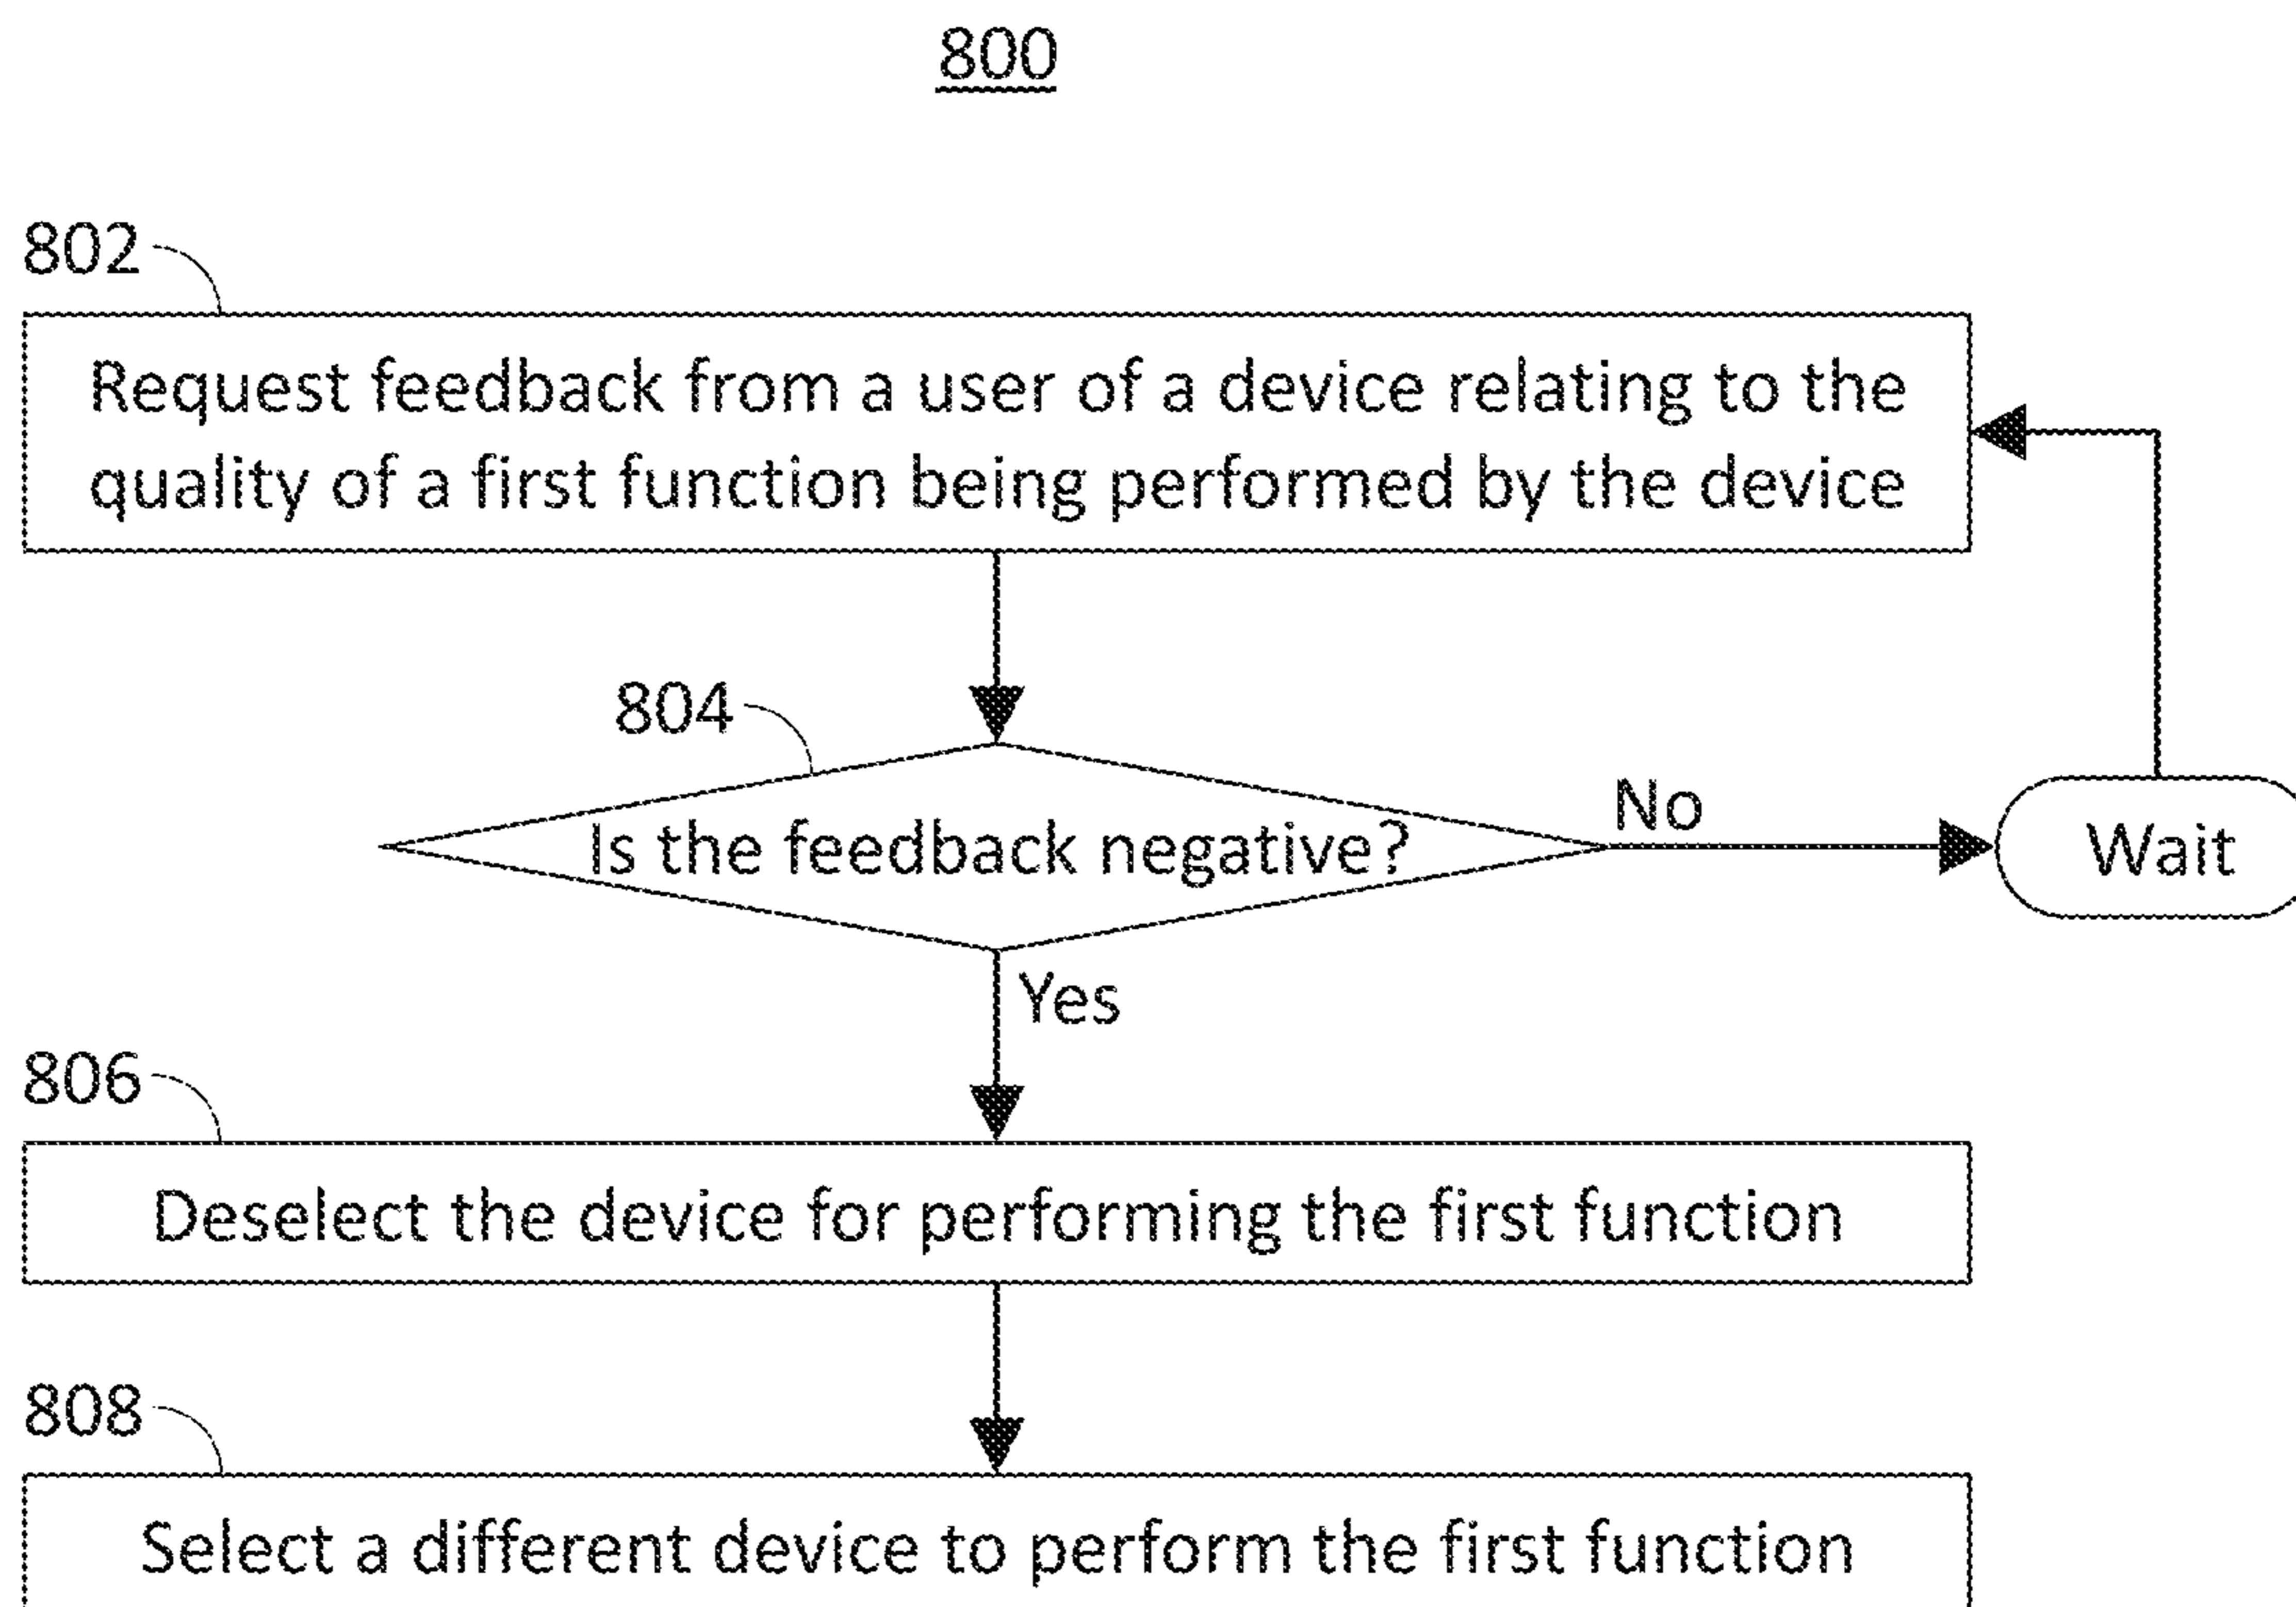 800
802
Request feedback from a user of a device relating to the
quality of a first function being performed by the device
804
Is the feedback negative?
No
Wait
Yes
806
Deselect the device for performing the first function
808
Select a different device to perform the first function